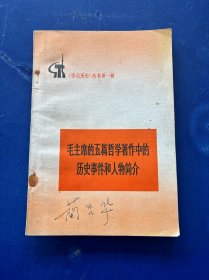 《学点历史》丛书第一辑
毛主席的五篇哲学著作中的
历史事件和人物简介